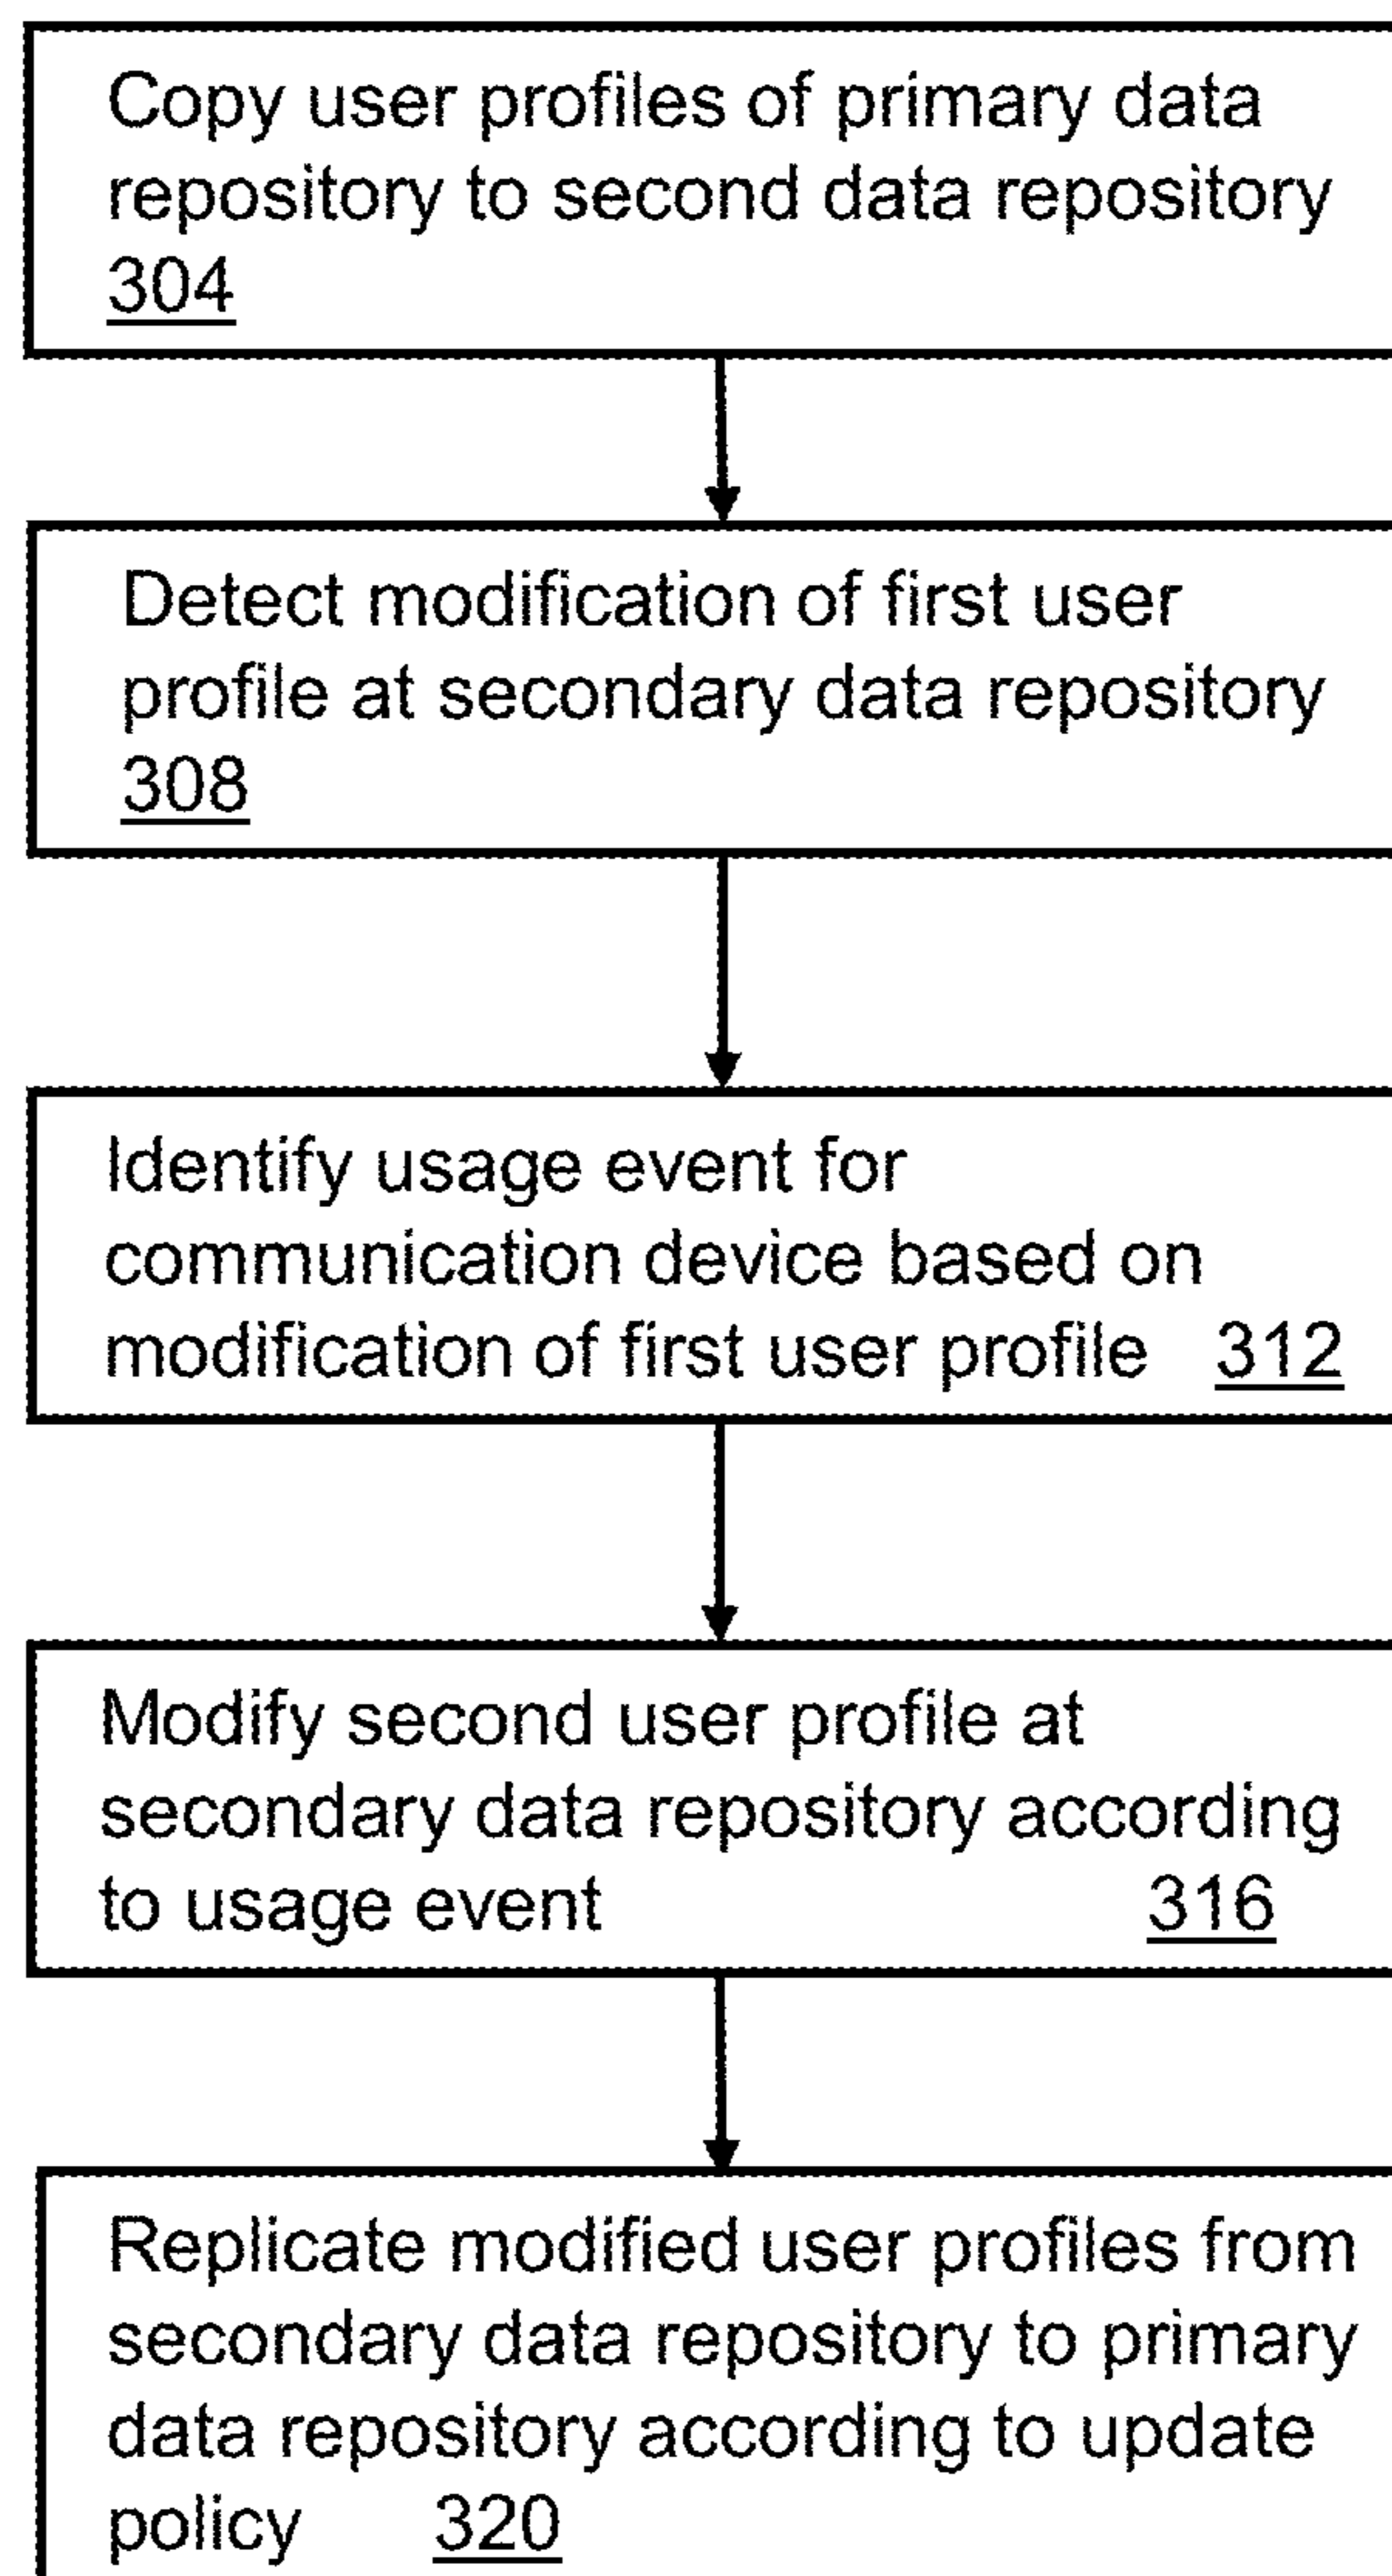 Copy user profiles of primary data
repository to second data repository
304
Detect modification of first user
profile at secondary data repository
308
Identify usage event for
communication device based on
modification of first user profile 312
Modify second user profile at
secondary data repository according
to usage event 316
Replicate modified user profiles from
secondary data repository to primary
data repository according to update
policy 320